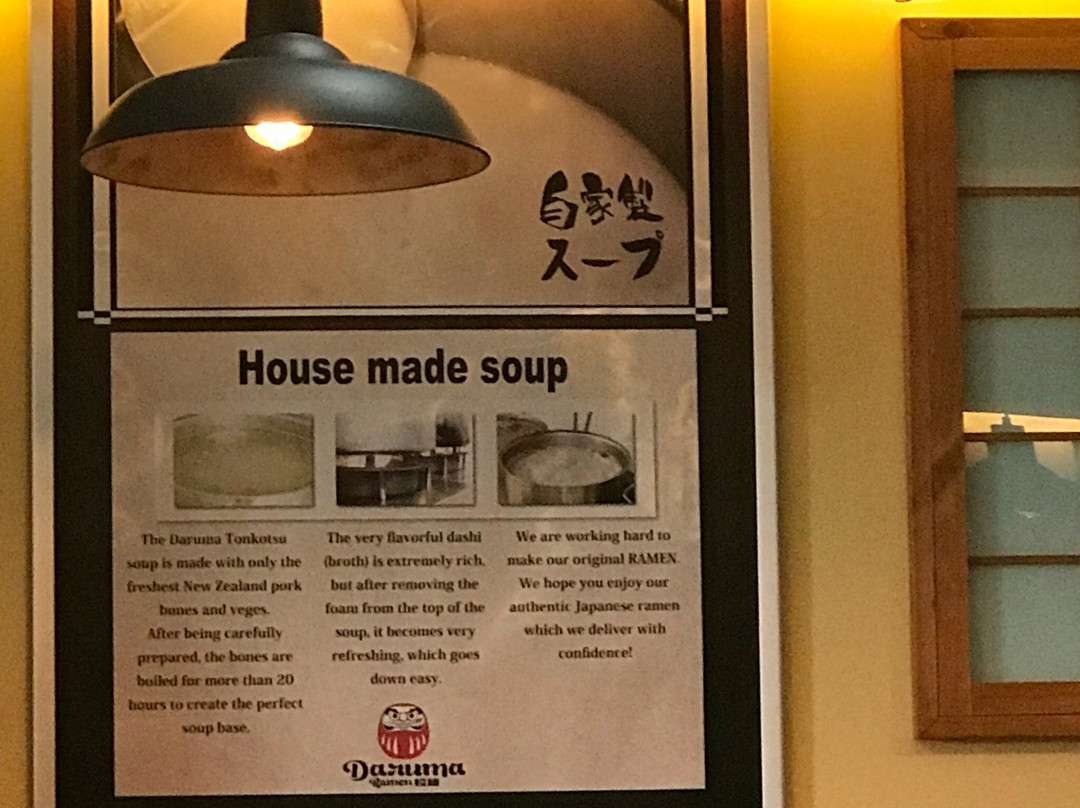 自家製
スープ
House made soup
The Daruma Tonkotsu
soup is made with only the
freshest New Zealand pork
bones and veges.
After being carefully
prepared, the bones are
boiled for more than 20
hours to create the perfect
soup base.
The very flavorful dashi
(broth) is extremely rich,
but after removing the
foam from the top of the
soup, it becomes very
refreshing, which goes
down easy.
We are working hard to
make our original RAMEN.
We hope you enjoy our
authentic Japanese ramen
which we deliver with
confidence!
Daruma
Ramen